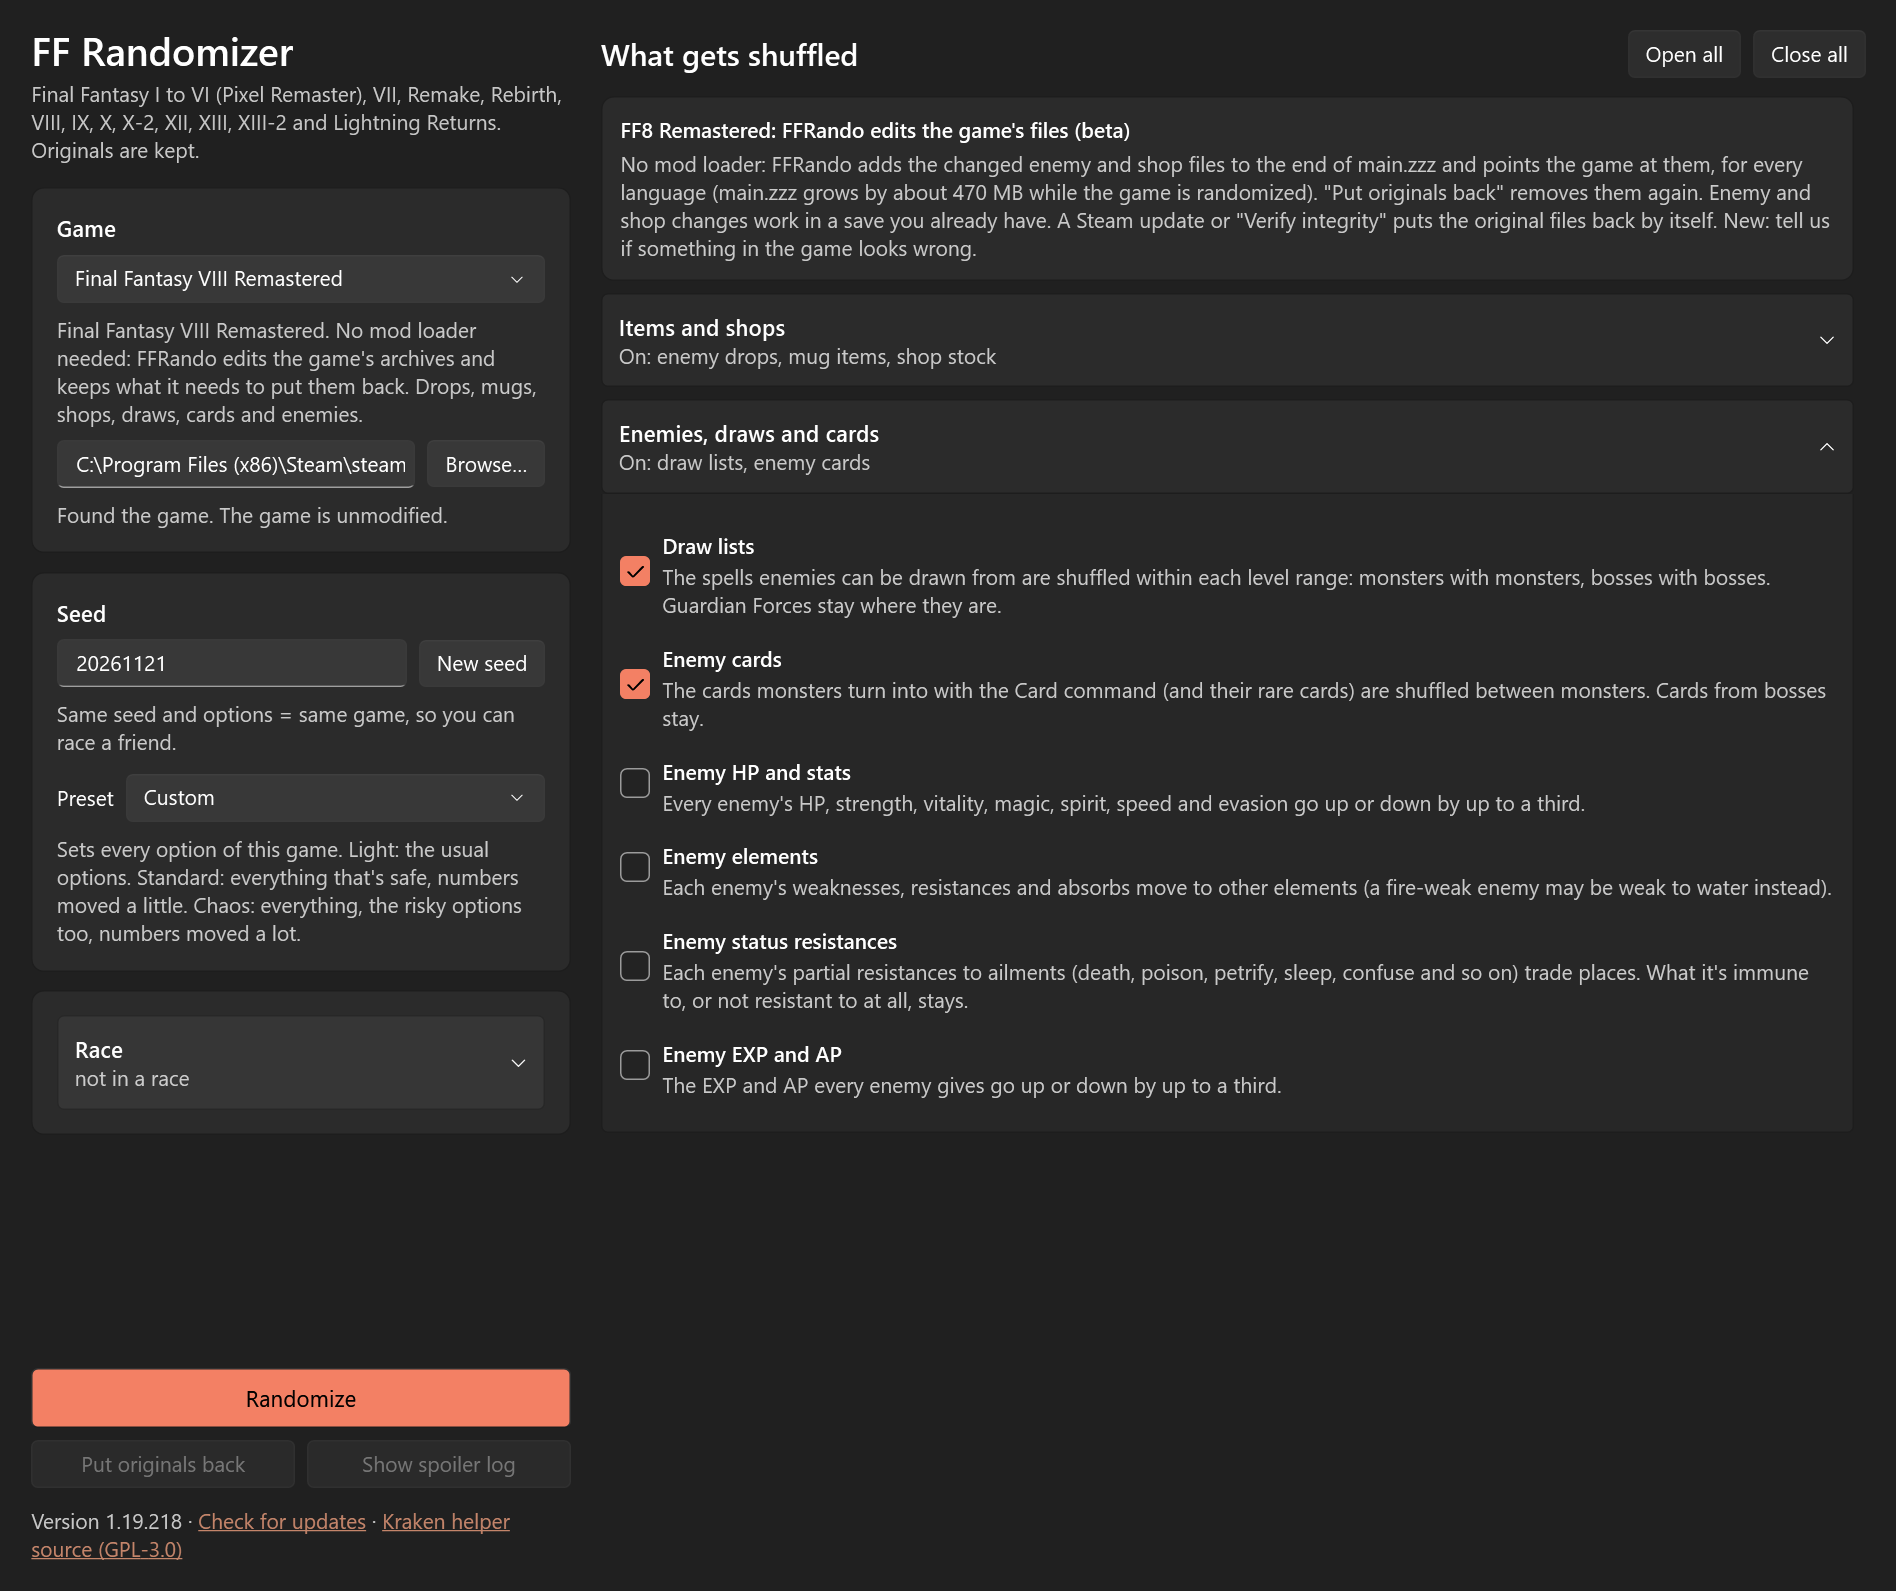 FF Randomizer
Final Fantasy I to VI (Pixel Remaster), VII, Remake, Rebirth,
VIII, IX, X, X-2, XII, XIII, XIII-2 and Lightning Returns.
Originals are kept.
Game
Final Fantasy VIII Remastered
Final Fantasy VIII Remastered. No mod loader
needed: FFRando edits the game's archives and
keeps what it needs to put them back. Drops, mugs,
shops, draws, cards and enemies.
C:\Program Files (x86)\Steam\steam
Browse...
Found the game. The game is unmodified.
Seed
20261121
New seed
Same seed and options = same game, so you can
race a friend.
Preset
Custom
Sets every option of this game. Light: the usual
options. Standard: everything that's safe, numbers
moved a little. Chaos: everything, the risky options
too, numbers moved a lot.
Race
not in a race
Randomize
Put originals back
Show spoiler log
Version 1.19.218 · Check for updates · Kraken helper
source (GPL-3.0)
What gets shuffled
Open all
Close all
FF8 Remastered: FFRando edits the game's files (beta)
No mod loader: FFRando adds the changed enemy and shop files to the end of main.zzz and points the game at them, for every
language (main.zzz grows by about 470 MB while the game is randomized). "Put originals back" removes them again. Enemy and
shop changes work in a save you already have. A Steam update or "Verify integrity" puts the original files back by itself. New: tell us
if something in the game looks wrong.
Items and shops
On: enemy drops, mug items, shop stock
Enemies, draws and cards
On: draw lists, enemy cards
Draw lists
The spells enemies can be drawn from are shuffled within each level range: monsters with monsters, bosses with bosses.
Guardian Forces stay where they are.
Enemy cards
The cards monsters turn into with the Card command (and their rare cards) are shuffled between monsters. Cards from bosses
stay.
Enemy HP and stats
Every enemy's HP, strength, vitality, magic, spirit, speed and evasion go up or down by up to a third.
Enemy elements
Each enemy's weaknesses, resistances and absorbs move to other elements (a fire-weak enemy may be weak to water instead).
Enemy status resistances
Each enemy's partial resistances to ailments (death, poison, petrify, sleep, confuse and so on) trade places. What it's immune
to, or not resistant to at all, stays.
Enemy EXP and AP
The EXP and AP every enemy gives go up or down by up to a third.